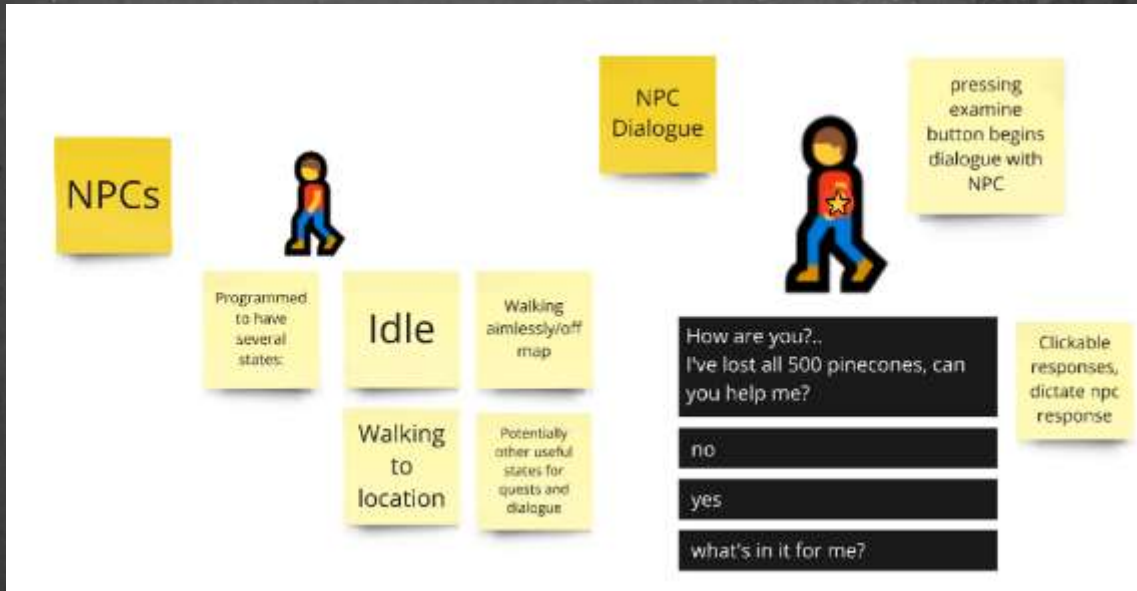 NPCs
Programmed
to have
several
states:
Idle
Walking
aimlessly/off
map
Walking
to
location
Potentially
other useful
states for
quests and
dialogue
NPC
Dialogue
pressing
examine
button begins
dialogue with
NPC
How are you?..
I've lost all 500 pinecones, can
you help me?
no
yes
what's in it for me?
Clickable
responses,
dictate npc
response